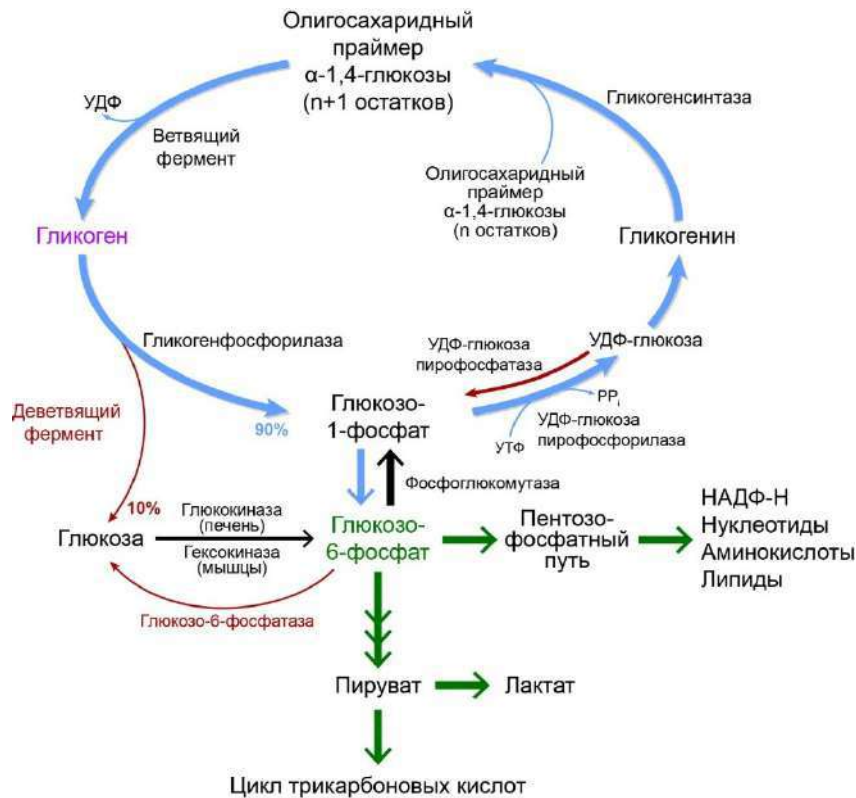 Олигосахаридный
праймер
α-1,4-глюкозы
(n+1 остатков)
УДФ
Ветвящий
фермент
Гликогенсинтаза
Олигосахаридный
праймер
α-1,4-глюкозы
(n остатков)
Гликоген
Гликогенин
Гликогенфосфорилаза
УДФ-глюкоза
пирофосфатаза
УДФ-глюкоза
Деветвящий
фермент
90%
Глюкозо-
1-фосфат
PPi
УТФ
УДФ-глюкоза
пирофосфорилаза
Фосфоглюкомутаза
10%
Глюкоза
Глюкокиназа
(печень)
Гексокиназа
(мышцы)
Глюкозо-
6-фосфат
Пентозо-
фосфатный
путь
НАДФ-Н
Нуклеотиды
Аминокислоты
Липиды
Глюкозо-6-фосфатаза
Пируват
Лактат
Цикл трикарбоновых кислот